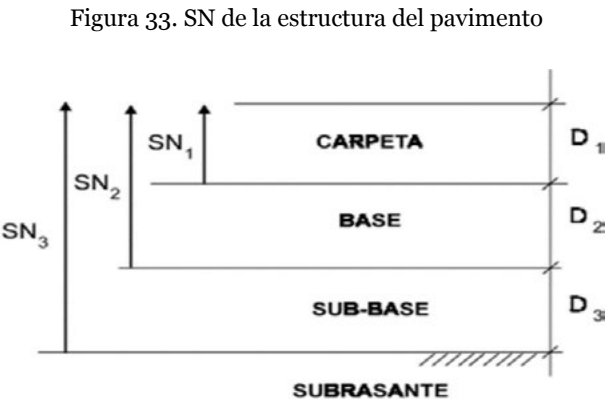 Figura 33. SN de la estructura del pavimento
SN1 CARPETA D1
SN2 BASE D2
SN3 SUB-BASE D3
SUBRASANTE